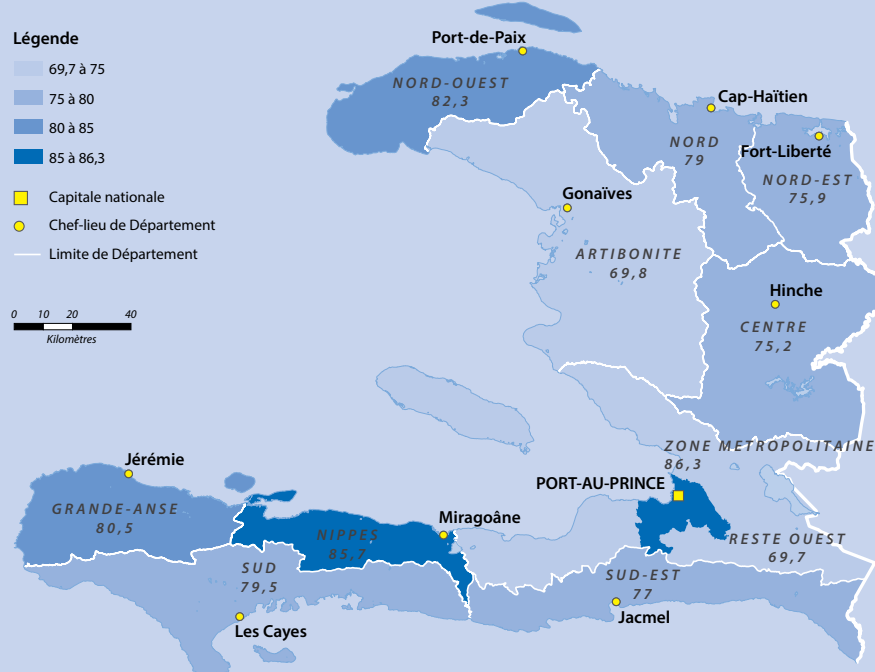 Légende
69,7 à 75
75 à 80
80 à 85
85 à 86,3
Capitale nationale
Chef-lieu de Département
Limite de Département
0 10 20 40
Kilomètres
Port-de-Paix
NORD-OUEST
82,3
Cap-Haïtien
NORD
79
Fort-Liberté
NORD-EST
75,9
Gonaïves
ARTIBONITE
69,8
Hinche
CENTRE
75,2
ZONE METROPOLITAINE
86,3
PORT-AU-PRINCE
Jérémie
GRANDE-ANSE
80,5
Miragoâne
NIPPES
85,7
RESTE OUEST
69,7
SUD
79,5
SUD-EST
77
Les Cayes
Jacmel